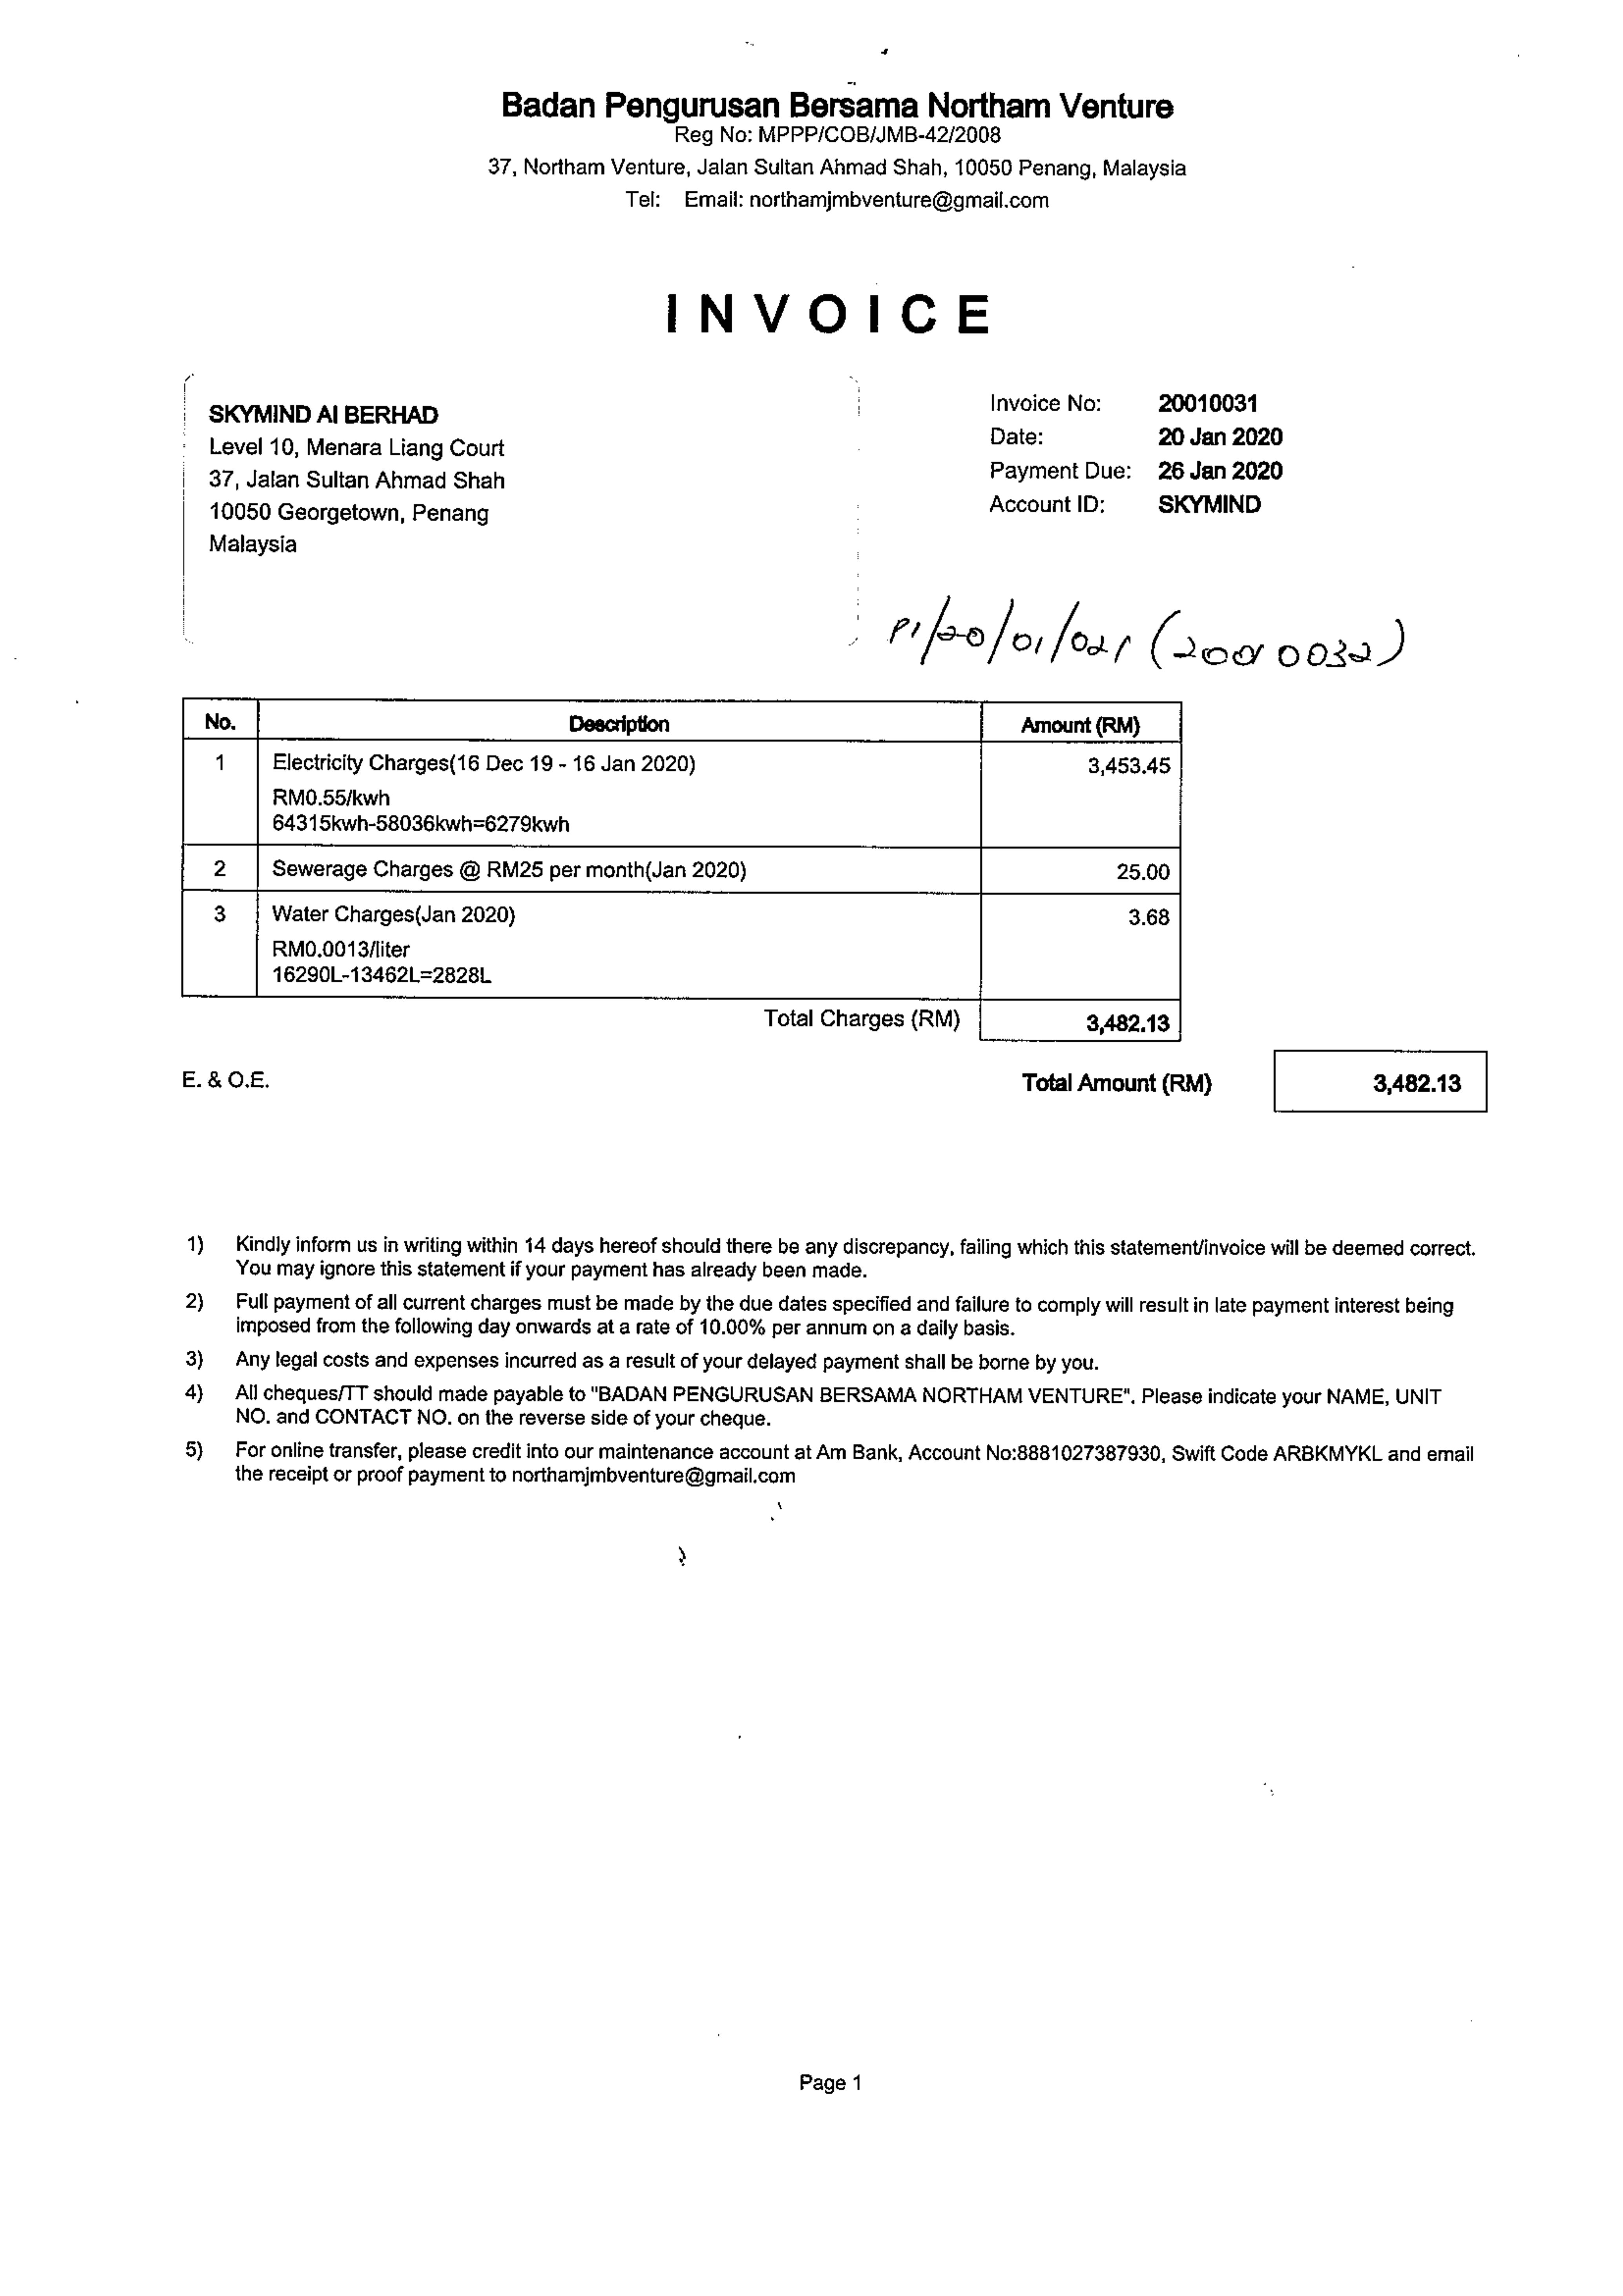 Badan Pengurusan Bersama Northam Venture
Reg No: MPPP/COB/JMB-42/2008
37, Northam Venture, Jalan Sultan Ahmad Shah, 10050 Penang, Malaysia
Tel: Email: northamjmbventure@gmail.com
INVOICE
SKYMIND AI BERHAD
Level 10, Menara Liang Court
37, Jalan Sultan Ahmad Shah
10050 Georgetown, Penang
Malaysia
Invoice No: 20010031
Date: 20 Jan 2020
Payment Due: 26 Jan 2020
Account ID: SKYMIND
PI/20/01/021 (20010032)
No. Description Amount (RM)
1 Electricity Charges(16 Dec 19 - 16 Jan 2020) 3,453.45
RM0.55/kwh
64315kwh-58036kwh=6279kwh
2 Sewerage Charges @ RM25 per month(Jan 2020) 25.00
3 Water Charges(Jan 2020) 3.68
RM0.0013/liter
16290L-13462L=2828L
Total Charges (RM) 3,482.13
E. & O.E. Total Amount (RM) 3,482.13
1) Kindly inform us in writing within 14 days hereof should there be any discrepancy, failing which this statement/invoice will be deemed correct.
You may ignore this statement if your payment has already been made.
2) Full payment of all current charges must be made by the due dates specified and failure to comply will result in late payment interest being
imposed from the following day onwards at a rate of 10.00% per annum on a daily basis.
3) Any legal costs and expenses incurred as a result of your delayed payment shall be borne by you.
4) All cheques/TT should made payable to "BADAN PENGURUSAN BERSAMA NORTHAM VENTURE". Please indicate your NAME, UNIT
NO. and CONTACT NO. on the reverse side of your cheque.
5) For online transfer, please credit into our maintenance account at Am Bank, Account No:8881027387930, Swift Code ARBKMYKL and email
the receipt or proof payment to northamjmbventure@gmail.com
Page 1